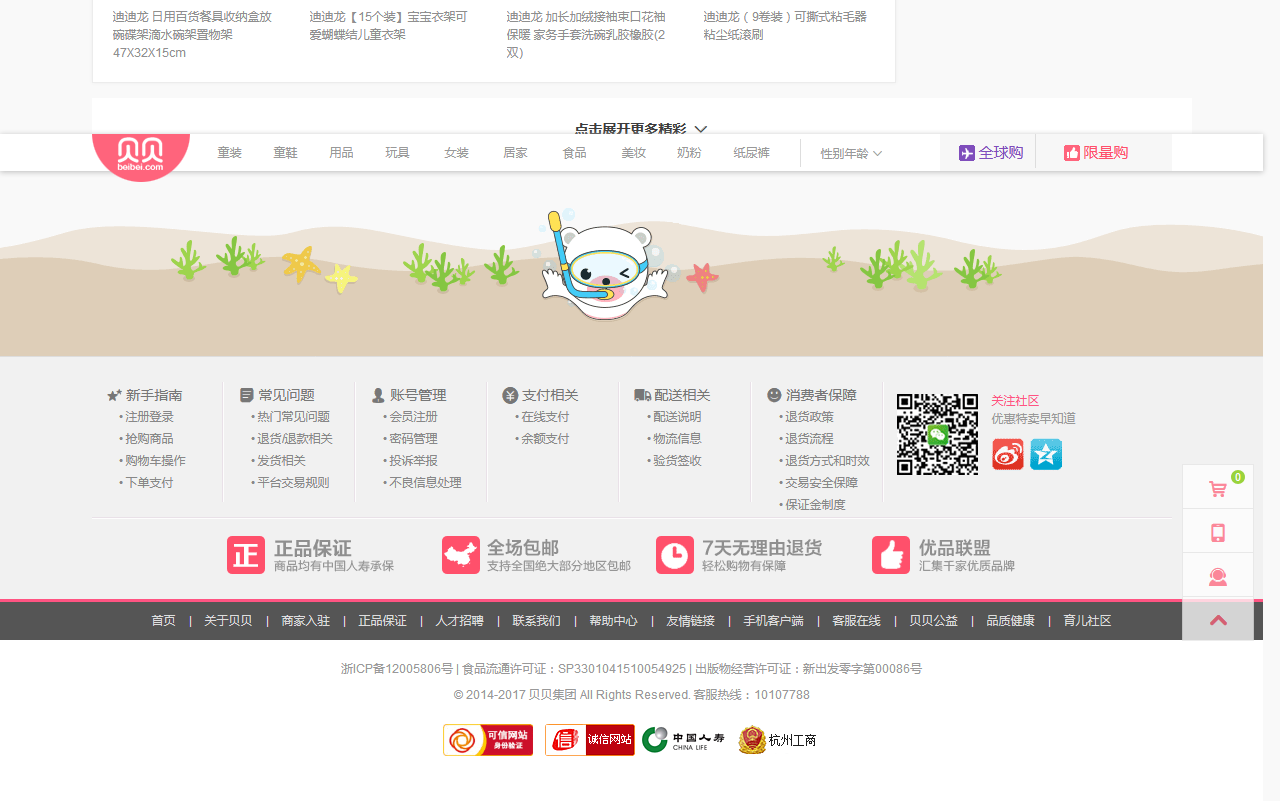 迪迪龙 日用百货餐具收纳盒放
碗碟架滴水碗架置物架
47X32X15cm
迪迪龙【15个装】宝宝衣架可
爱蝴蝶结儿童衣架
迪迪龙 加长加绒接袖束口花袖
保暖 家务手套洗碗乳胶橡胶(2
双)
迪迪龙（9卷装）可撕式粘毛器
粘尘纸滚刷
点击展开更多精彩
贝贝
beibei.com
童装 童鞋 用品 玩具 女装 居家 食品 美妆 奶粉 纸尿裤 性别年龄 全球购 限量购
新手指南
• 注册登录
• 抢购商品
• 购物车操作
• 下单支付
常见问题
• 热门常见问题
• 退货/退款相关
• 发货相关
• 平台交易规则
账号管理
• 会员注册
• 密码管理
• 投诉举报
• 不良信息处理
支付相关
• 在线支付
• 余额支付
配送相关
• 配送说明
• 物流信息
• 验货签收
消费者保障
• 退货政策
• 退货流程
• 退货方式和时效
• 交易安全保障
• 保证金制度
关注社区
优惠特卖早知道
0
正 正品保证
商品均有中国人寿承保
全场包邮
支持全国绝大部分地区包邮
7天无理由退货
轻松购物有保障
优品联盟
汇集千家优质品牌
首页 | 关于贝贝 | 商家入驻 | 正品保证 | 人才招聘 | 联系我们 | 帮助中心 | 友情链接 | 手机客户端 | 客服在线 | 贝贝公益 | 品质健康 | 育儿社区
浙ICP备12005806号 | 食品流通许可证：SP3301041510054925 | 出版物经营许可证：新出发零字第00086号
© 2014-2017 贝贝集团 All Rights Reserved. 客服热线：10107788
可信网站
身份验证
信 诚信网站
中国人寿
CHINA LIFE
杭州工商